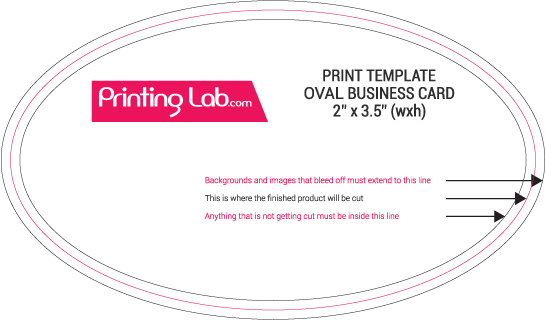 Printing Lab.com
PRINT TEMPLATE
OVAL BUSINESS CARD
2" x 3.5" (wxh)
Backgrounds and images that bleed off must extend to this line
This is where the finished product will be cut
Anything that is not getting cut must be inside this line